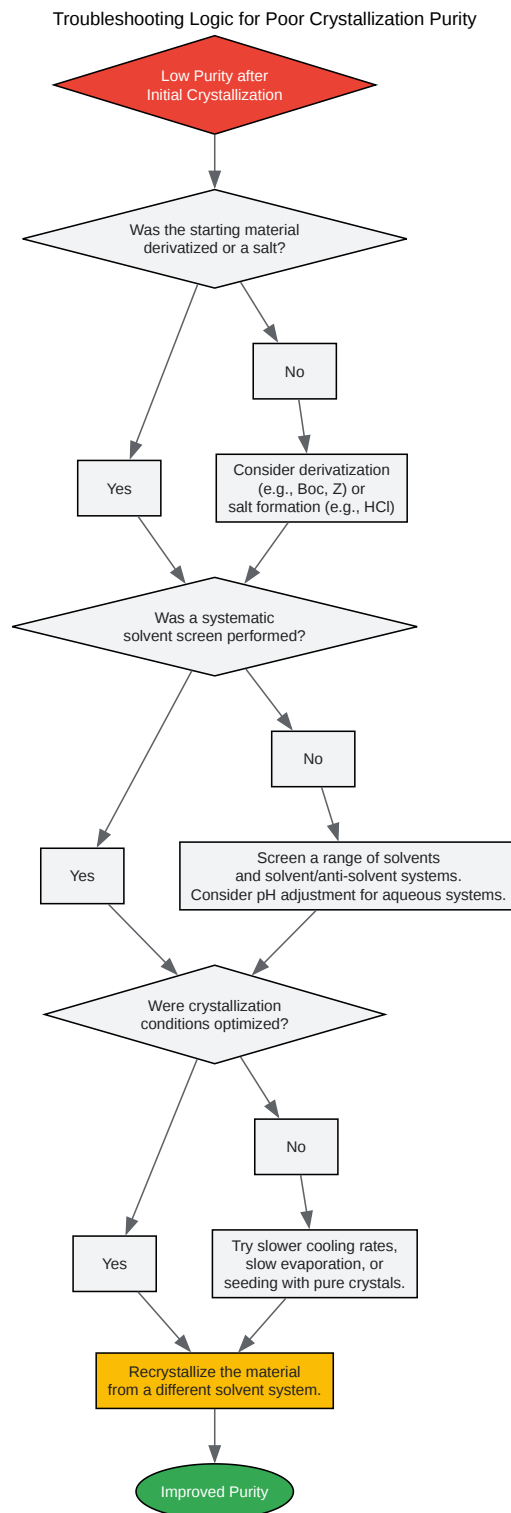 Troubleshooting Logic for Poor Crystallization Purity
Low Purity after
Initial Crystallization
Was the starting material
derivatized or a salt?
No
Yes
Consider derivatization
(e.g., Boc, Z) or
salt formation (e.g., HCl)
Was a systematic
solvent screen performed?
No
Yes
Screen a range of solvents
and solvent/anti-solvent systems.
Consider pH adjustment for aqueous systems.
Were crystallization
conditions optimized?
No
Yes
Try slower cooling rates,
slow evaporation, or
seeding with pure crystals.
Recrystallize the material
from a different solvent system.
Improved Purity